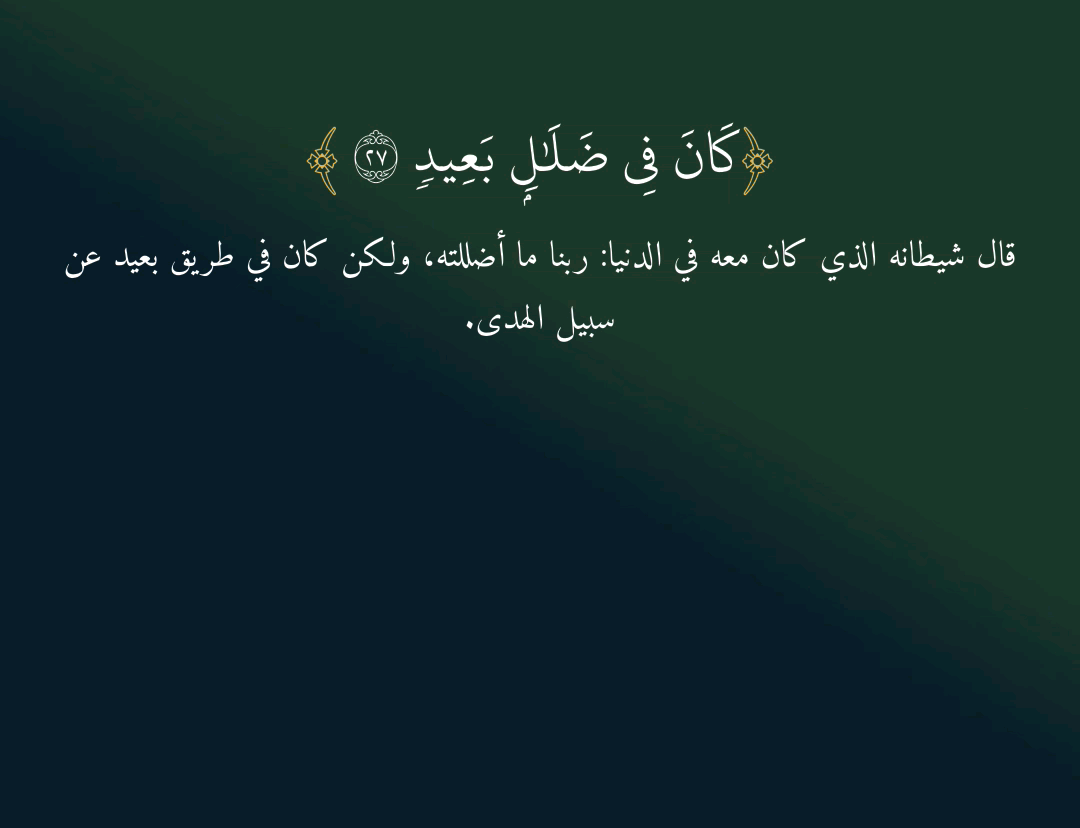 ﴿كَانَ فِى ضَلَـٰلِۭ بَعِيدٍۢ ٢٧﴾
قال شيطانه الذي كان معه في الدنيا: ربنا ما أضللته، ولكن كان في طريق بعيد عن
سبيل الهدى.